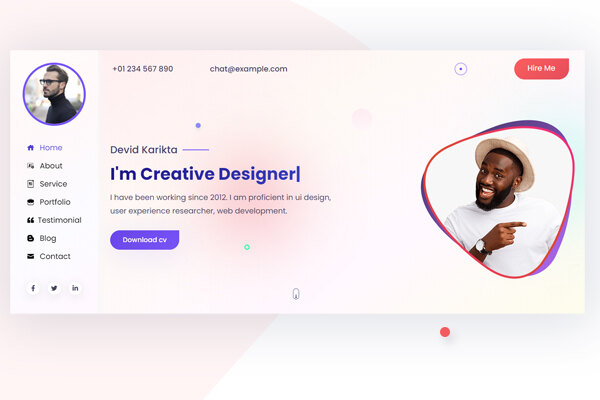 +01 234 567 890
chat@example.com
Hire Me
Home
About
Service
Portfolio
Testimonial
Blog
Contact
Devid Karikta
I'm Creative Designer|
I have been working since 2012. I am proficient in ui design,
user experience researcher, web development.
Download cv